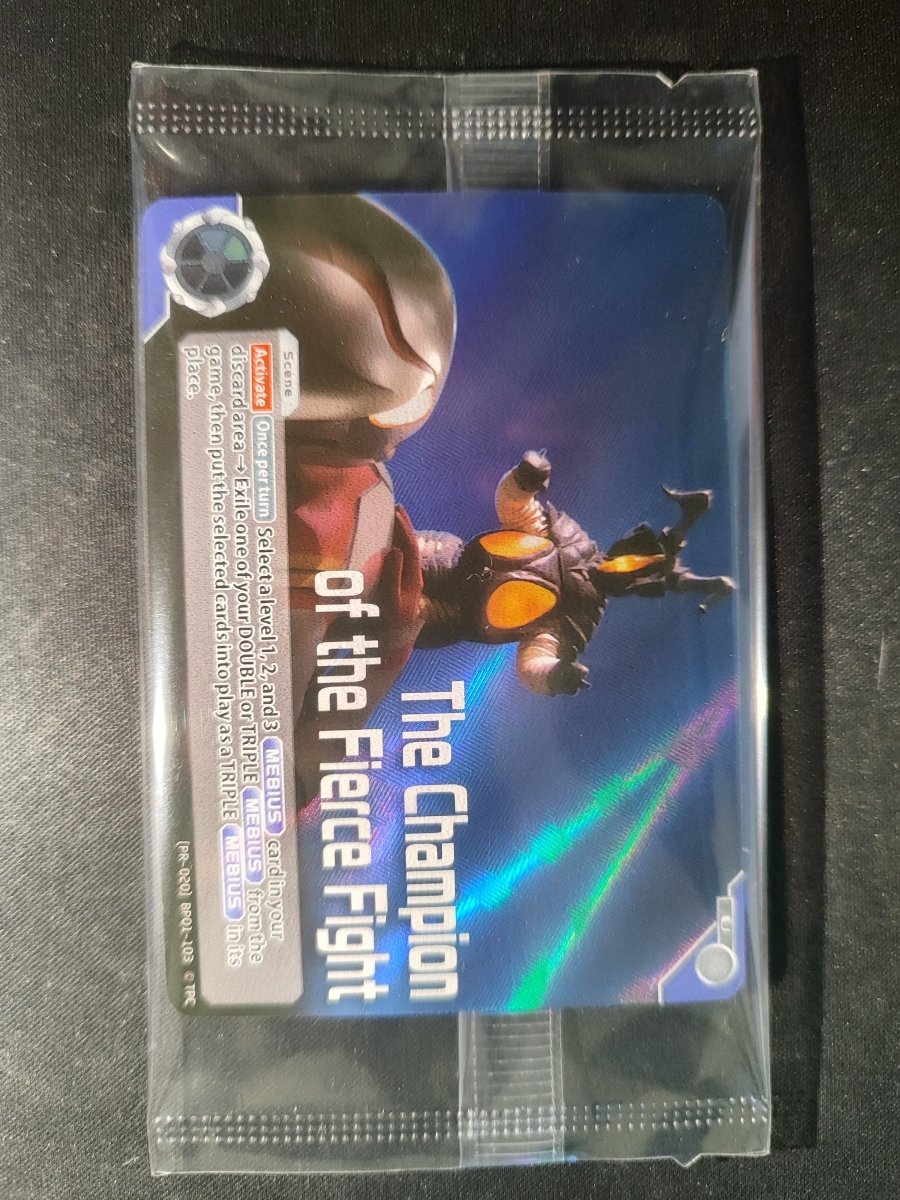 The Champion
of the Fierce Fight
Scene
Activate Once per turn Select a level 1, 2, and 3 MEBIUS card in your
discard area → Exile one of your DOUBLE or TRIPLE MEBIUS from the
game, then put the selected cards into play as a TRIPLE MEBIUS in its
place.
[PR-020] BP01-103 © TPC